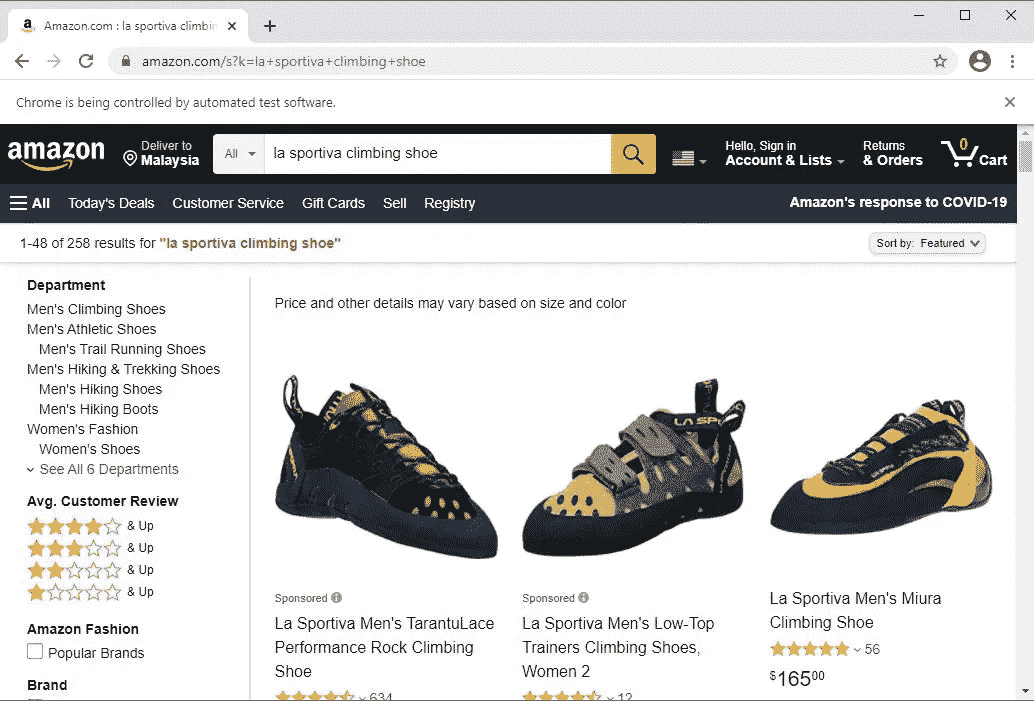 Amazon.com : la sportiva climbin
amazon.com/s?k=la+sportiva+climbing+shoe
Chrome is being controlled by automated test software.
amazon
Deliver to
Malaysia
All
la sportiva climbing shoe
Hello, Sign in
Account & Lists
Returns
& Orders
0
Cart
All
Today's Deals
Customer Service
Gift Cards
Sell
Registry
Amazon's response to COVID-19
1-48 of 258 results for "la sportiva climbing shoe"
Sort by: Featured
Department
Men's Climbing Shoes
Men's Athletic Shoes
Men's Trail Running Shoes
Men's Hiking & Trekking Shoes
Men's Hiking Shoes
Men's Hiking Boots
Women's Fashion
Women's Shoes
See All 6 Departments
Avg. Customer Review
& Up
& Up
& Up
& Up
Amazon Fashion
Popular Brands
Brand
Price and other details may vary based on size and color
LA SPO
Sponsored
La Sportiva Men's TarantuLace
Performance Rock Climbing
Shoe
634
Sponsored
La Sportiva Men's Low-Top
Trainers Climbing Shoes,
Women 2
12
La Sportiva Men's Miura
Climbing Shoe
56
$16500